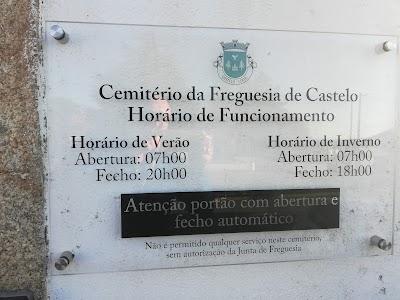 Cemitério da Freguesia de Castelo
Horário de Funcionamento
Horário de Verão
Abertura: 07h00
Fecho: 20h00
Horário de Inverno
Abertura: 07h00
Fecho: 18h00
Atenção portão com abertura e
fecho automático
Não é permitido qualquer serviço neste cemitério,
sem autorização da Junta de Freguesia